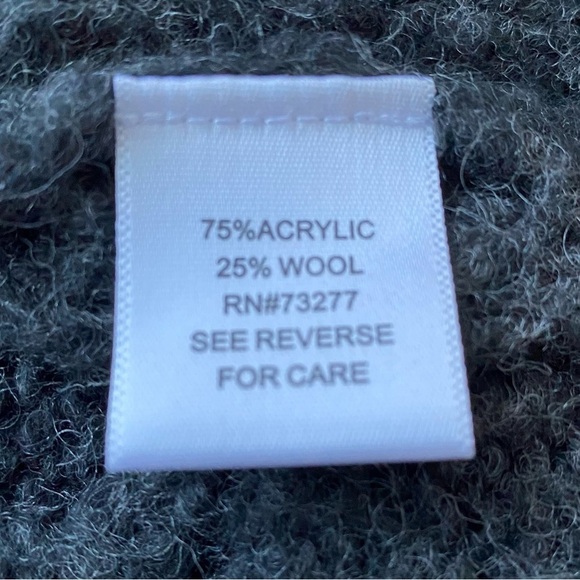 75%ACRYLIC
25% WOOL
RN#73277
SEE REVERSE
FOR CARE